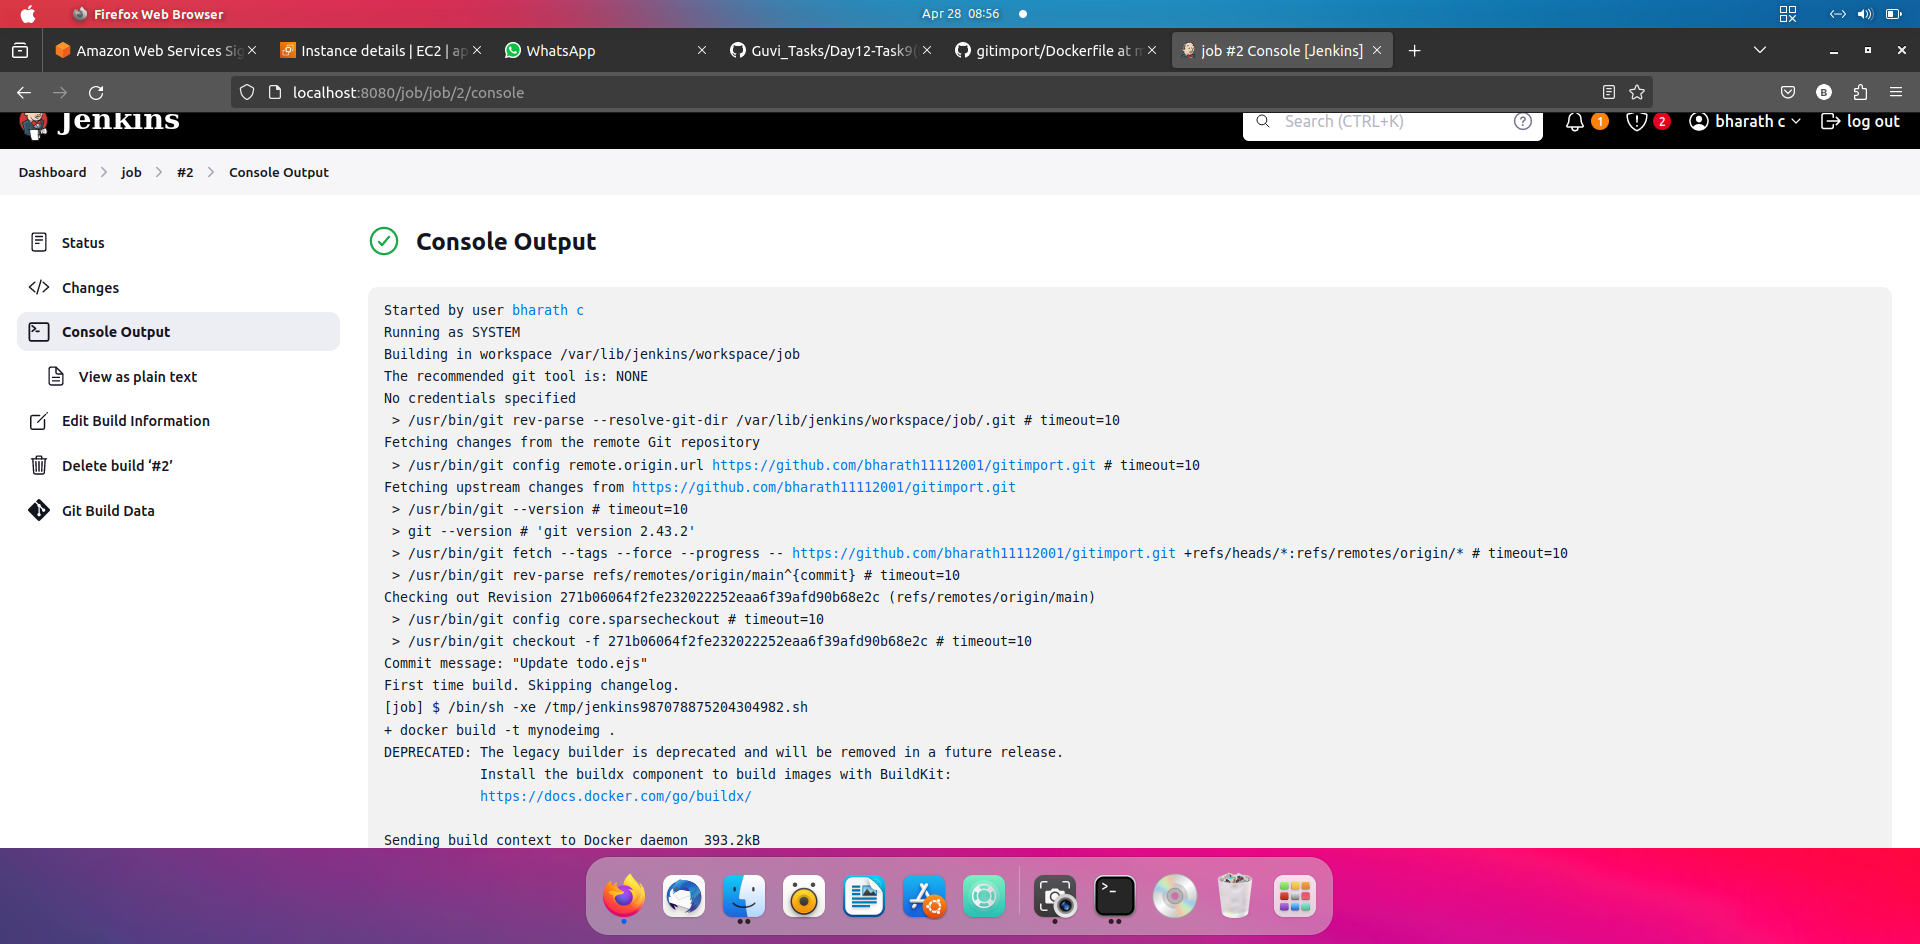 Firefox Web Browser
Apr 28 08:56
Amazon Web Services Sig
Instance details | EC2 | ap
WhatsApp
Guvi_Tasks/Day12-Task9(
gitimport/Dockerfile at m
job #2 Console [Jenkins]
localhost:8080/job/job/2/console
B
Jenkins
Search (CTRL+K)
?
1
2
bharath c
log out
Dashboard
job
#2
Console Output
Status
Changes
Console Output
View as plain text
Edit Build Information
Delete build ‘#2’
Git Build Data
Console Output
Started by user bharath c
Running as SYSTEM
Building in workspace /var/lib/jenkins/workspace/job
The recommended git tool is: NONE
No credentials specified
 > /usr/bin/git rev-parse --resolve-git-dir /var/lib/jenkins/workspace/job/.git # timeout=10
Fetching changes from the remote Git repository
 > /usr/bin/git config remote.origin.url https://github.com/bharath11112001/gitimport.git # timeout=10
Fetching upstream changes from https://github.com/bharath11112001/gitimport.git
 > /usr/bin/git --version # timeout=10
 > git --version # 'git version 2.43.2'
 > /usr/bin/git fetch --tags --force --progress -- https://github.com/bharath11112001/gitimport.git +refs/heads/*:refs/remotes/origin/* # timeout=10
 > /usr/bin/git rev-parse refs/remotes/origin/main^{commit} # timeout=10
Checking out Revision 271b06064f2fe232022252eaa6f39afd90b68e2c (refs/remotes/origin/main)
 > /usr/bin/git config core.sparsecheckout # timeout=10
 > /usr/bin/git checkout -f 271b06064f2fe232022252eaa6f39afd90b68e2c # timeout=10
Commit message: "Update todo.ejs"
First time build. Skipping changelog.
[job] $ /bin/sh -xe /tmp/jenkins987078875204304982.sh
+ docker build -t mynodeimg .
DEPRECATED: The legacy builder is deprecated and will be removed in a future release.
            Install the buildx component to build images with BuildKit:
            https://docs.docker.com/go/buildx/
Sending build context to Docker daemon  393.2kB